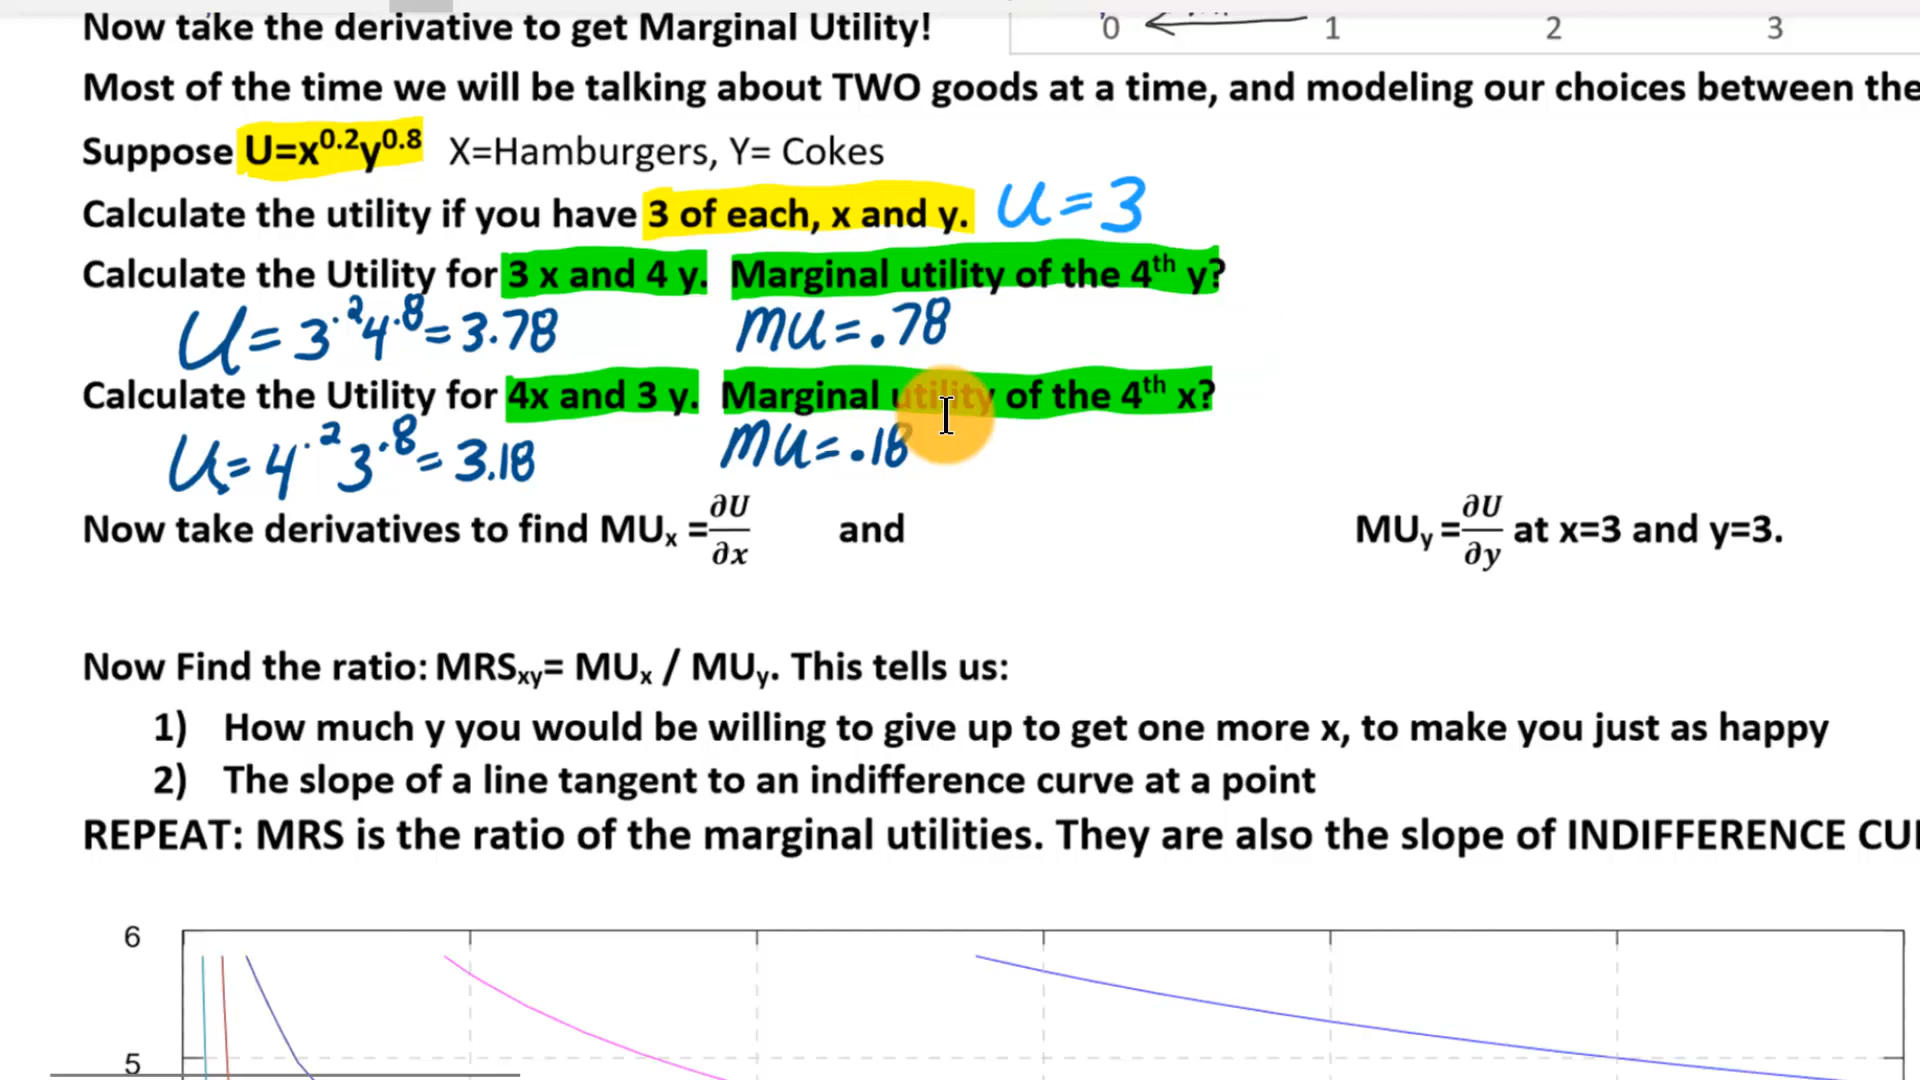 Now take the derivative to get Marginal Utility!
0 1 2 3
Most of the time we will be talking about TWO goods at a time, and modeling our choices between the
Suppose U=x^0.2y^0.8 X=Hamburgers, Y= Cokes
Calculate the utility if you have 3 of each, x and y. U=3
Calculate the Utility for 3 x and 4 y. Marginal utility of the 4th y?
U=3^.2 4^.8=3.78 MU=.78
Calculate the Utility for 4x and 3 y. Marginal utility of the 4th x?
U=4^.2 3^.8=3.18 MU=.18
Now take derivatives to find MUx =∂U/∂x and MUy =∂U/∂y at x=3 and y=3.
Now Find the ratio: MRSxy= MUx / MUy. This tells us:
1) How much y you would be willing to give up to get one more x, to make you just as happy
2) The slope of a line tangent to an indifference curve at a point
REPEAT: MRS is the ratio of the marginal utilities. They are also the slope of INDIFFERENCE CU
6
5